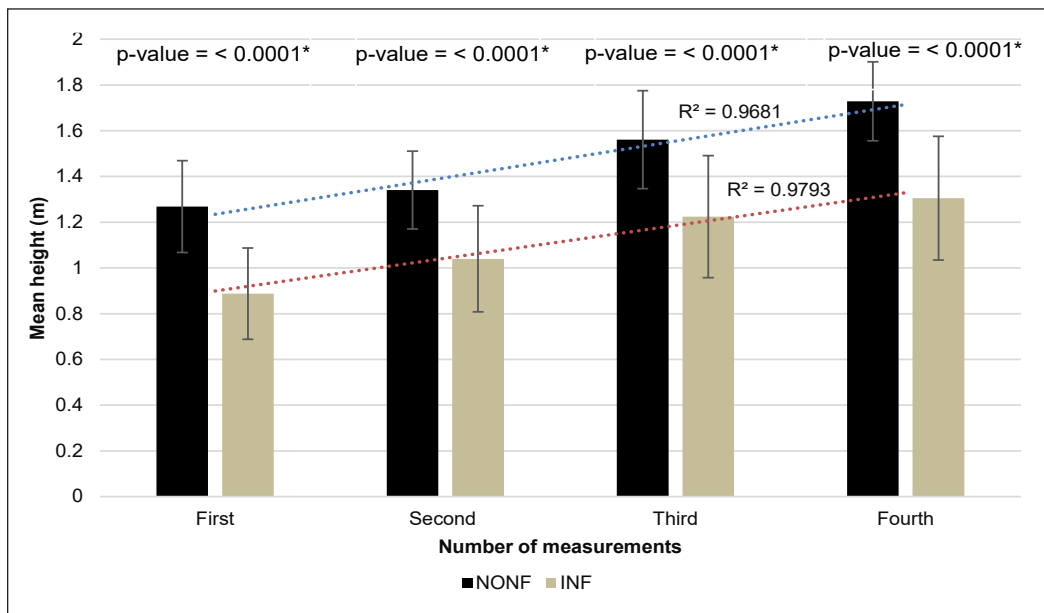 2
p-value = < 0.0001* p-value = < 0.0001* p-value = < 0.0001* p-value = < 0.0001*
1.8
R² = 0.9681
1.6
1.4
R² = 0.9793
1.2
1
0.8
0.6
0.4
0.2
0
Mean height (m)
First Second Third Fourth
Number of measurements
NONF INF